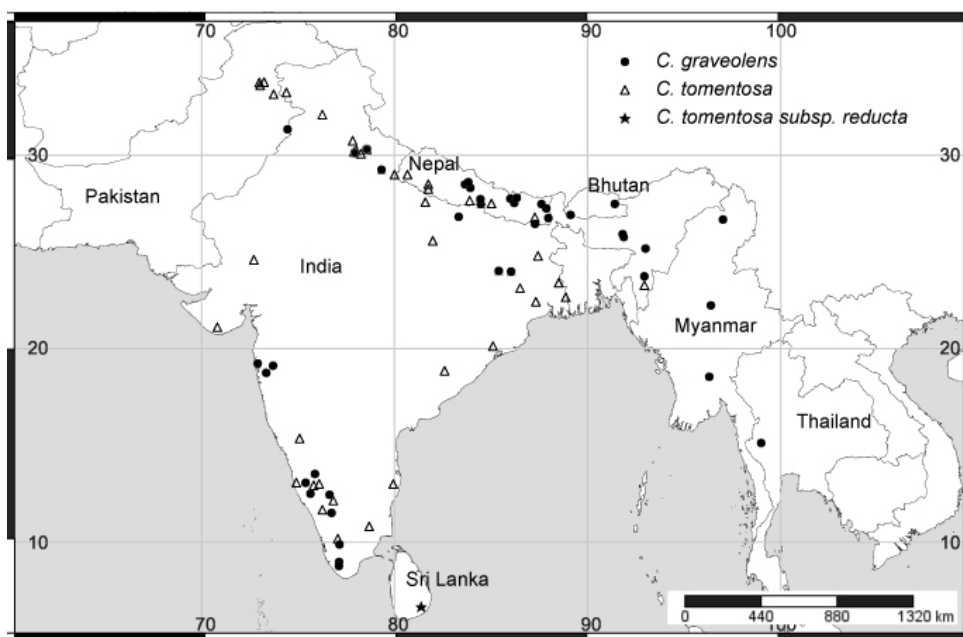 70 80 90 100
C. graveolens
C. tomentosa
C. tomentosa subsp. reducta
30 30
Nepal
Bhutan
Pakistan
India
20 20
Myanmar
Thailand
10 10
Sri Lanka
0 440 880 1320 km
70 80 90 100